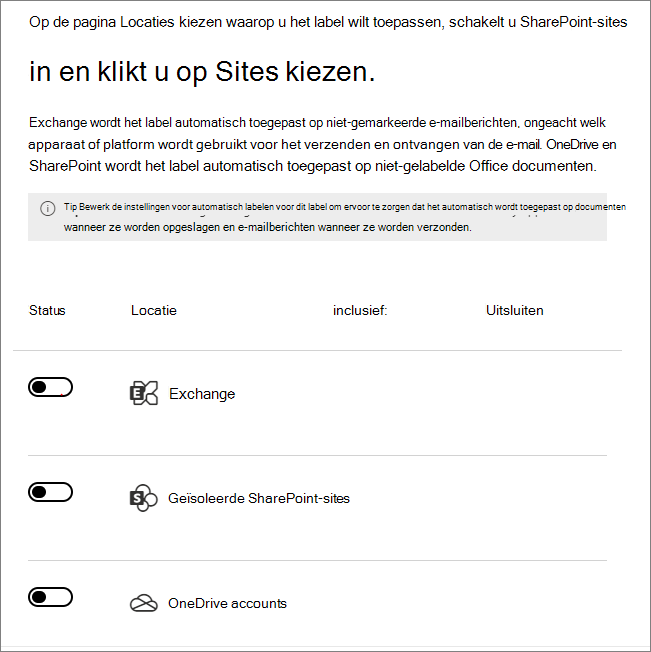 Op de pagina Locaties kiezen waarop u het label wilt toepassen, schakelt u SharePoint-sites
in en klikt u op Sites kiezen.
Exchange wordt het label automatisch toegepast op niet-gemarkeerde e-mailberichten, ongeacht welk
apparaat of platform wordt gebruikt voor het verzenden en ontvangen van de e-mail. OneDrive en
SharePoint wordt het label automatisch toegepast op niet-gelabelde Office documenten.
Tip Bewerk de instellingen voor automatisch labelen voor dit label om ervoor te zorgen dat het automatisch wordt toegepast op documenten
wanneer ze worden opgeslagen en e-mailberichten wanneer ze worden verzonden.
Status Locatie inclusief: Uitsluiten
Exchange
Geïsoleerde SharePoint-sites
OneDrive accounts